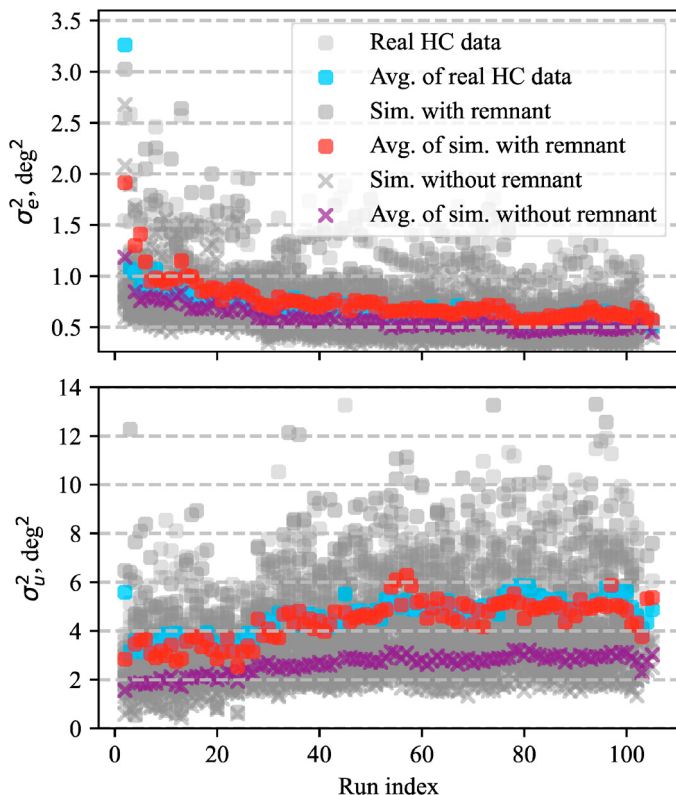 3.5
3.0
2.5
2.0
1.5
1.0
0.5
σ²ₑ, deg²
Real HC data
Avg. of real HC data
Sim. with remnant
Avg. of sim. with remnant
Sim. without remnant
Avg. of sim. without remnant
14
12
10
8
6
4
2
0
σ²ᵤ, deg²
0 20 40 60 80 100
Run index